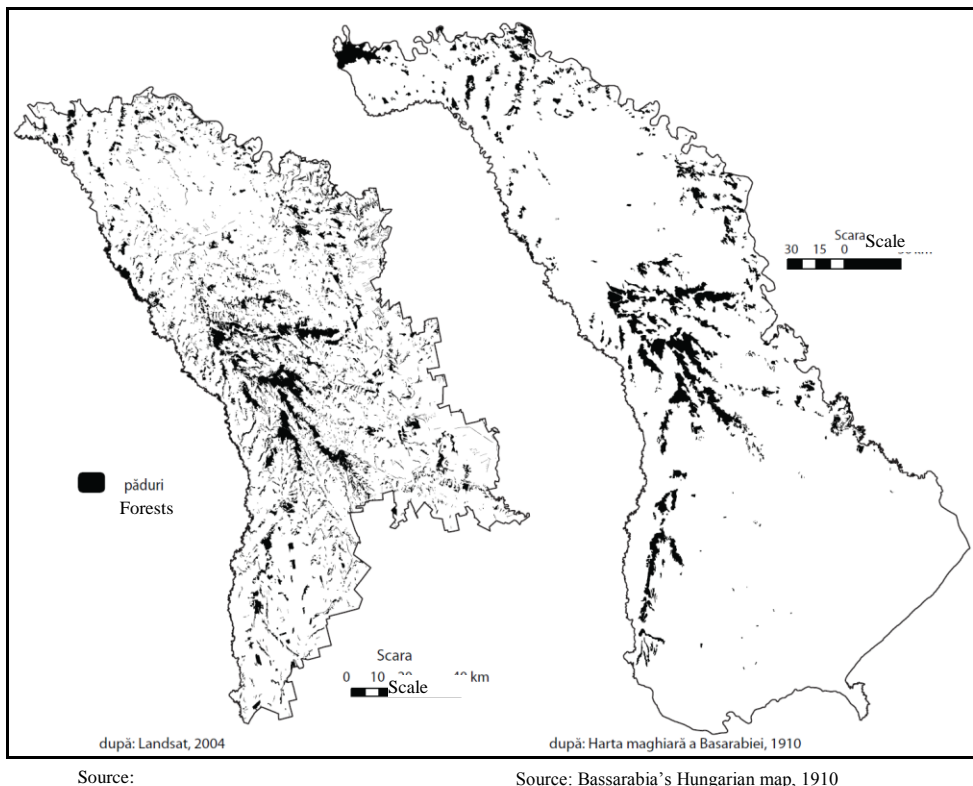 Scara
Scale
30 15 0
km
păduri
Forests
Scara
0 10 40 km
Scale
după: Landsat, 2004
după: Harta maghiară a Basarabiei, 1910
Source:
Source: Bassarabia's Hungarian map, 1910